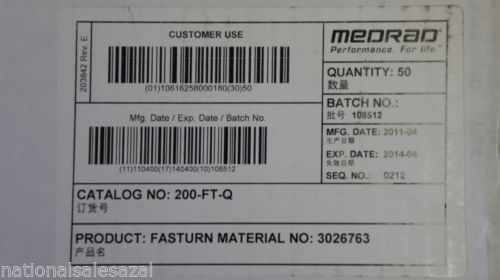 203842 Rev. E
CUSTOMER USE
(01)10616258000180(30)50
Mfg. Date / Exp. Date / Batch No.
(11)110400(17)140400(10)108512
MEDRAD
Performance. For life.™
QUANTITY: 50
数量
BATCH NO.:
批号 108512
MFG. DATE: 2011-04
生产日期
EXP. DATE: 2014-04
失效日期
SEQ. NO.: 0212
CATALOG NO: 200-FT-Q
订货号
PRODUCT: FASTURN MATERIAL NO: 3026763
产品名
nationalsalesazal